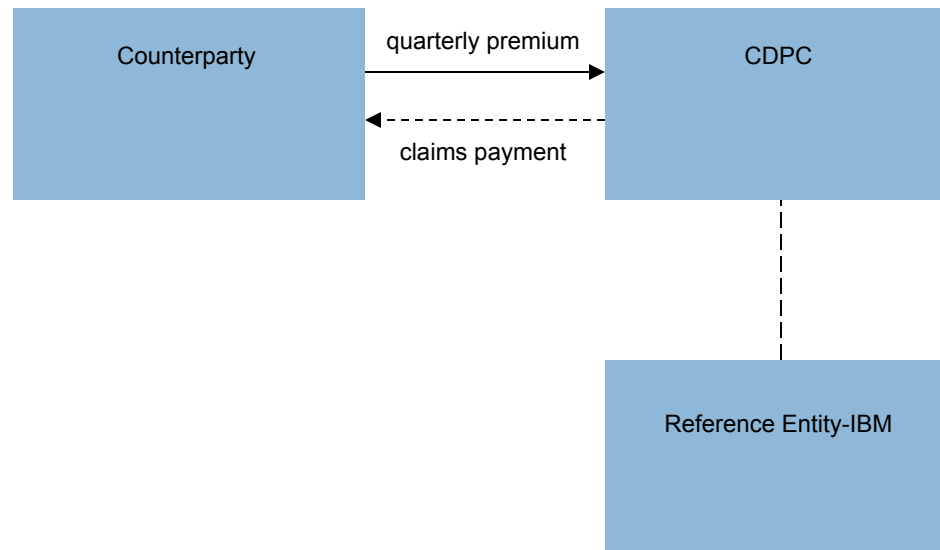 Counterparty
quarterly premium
CDPC
claims payment
Reference Entity-IBM